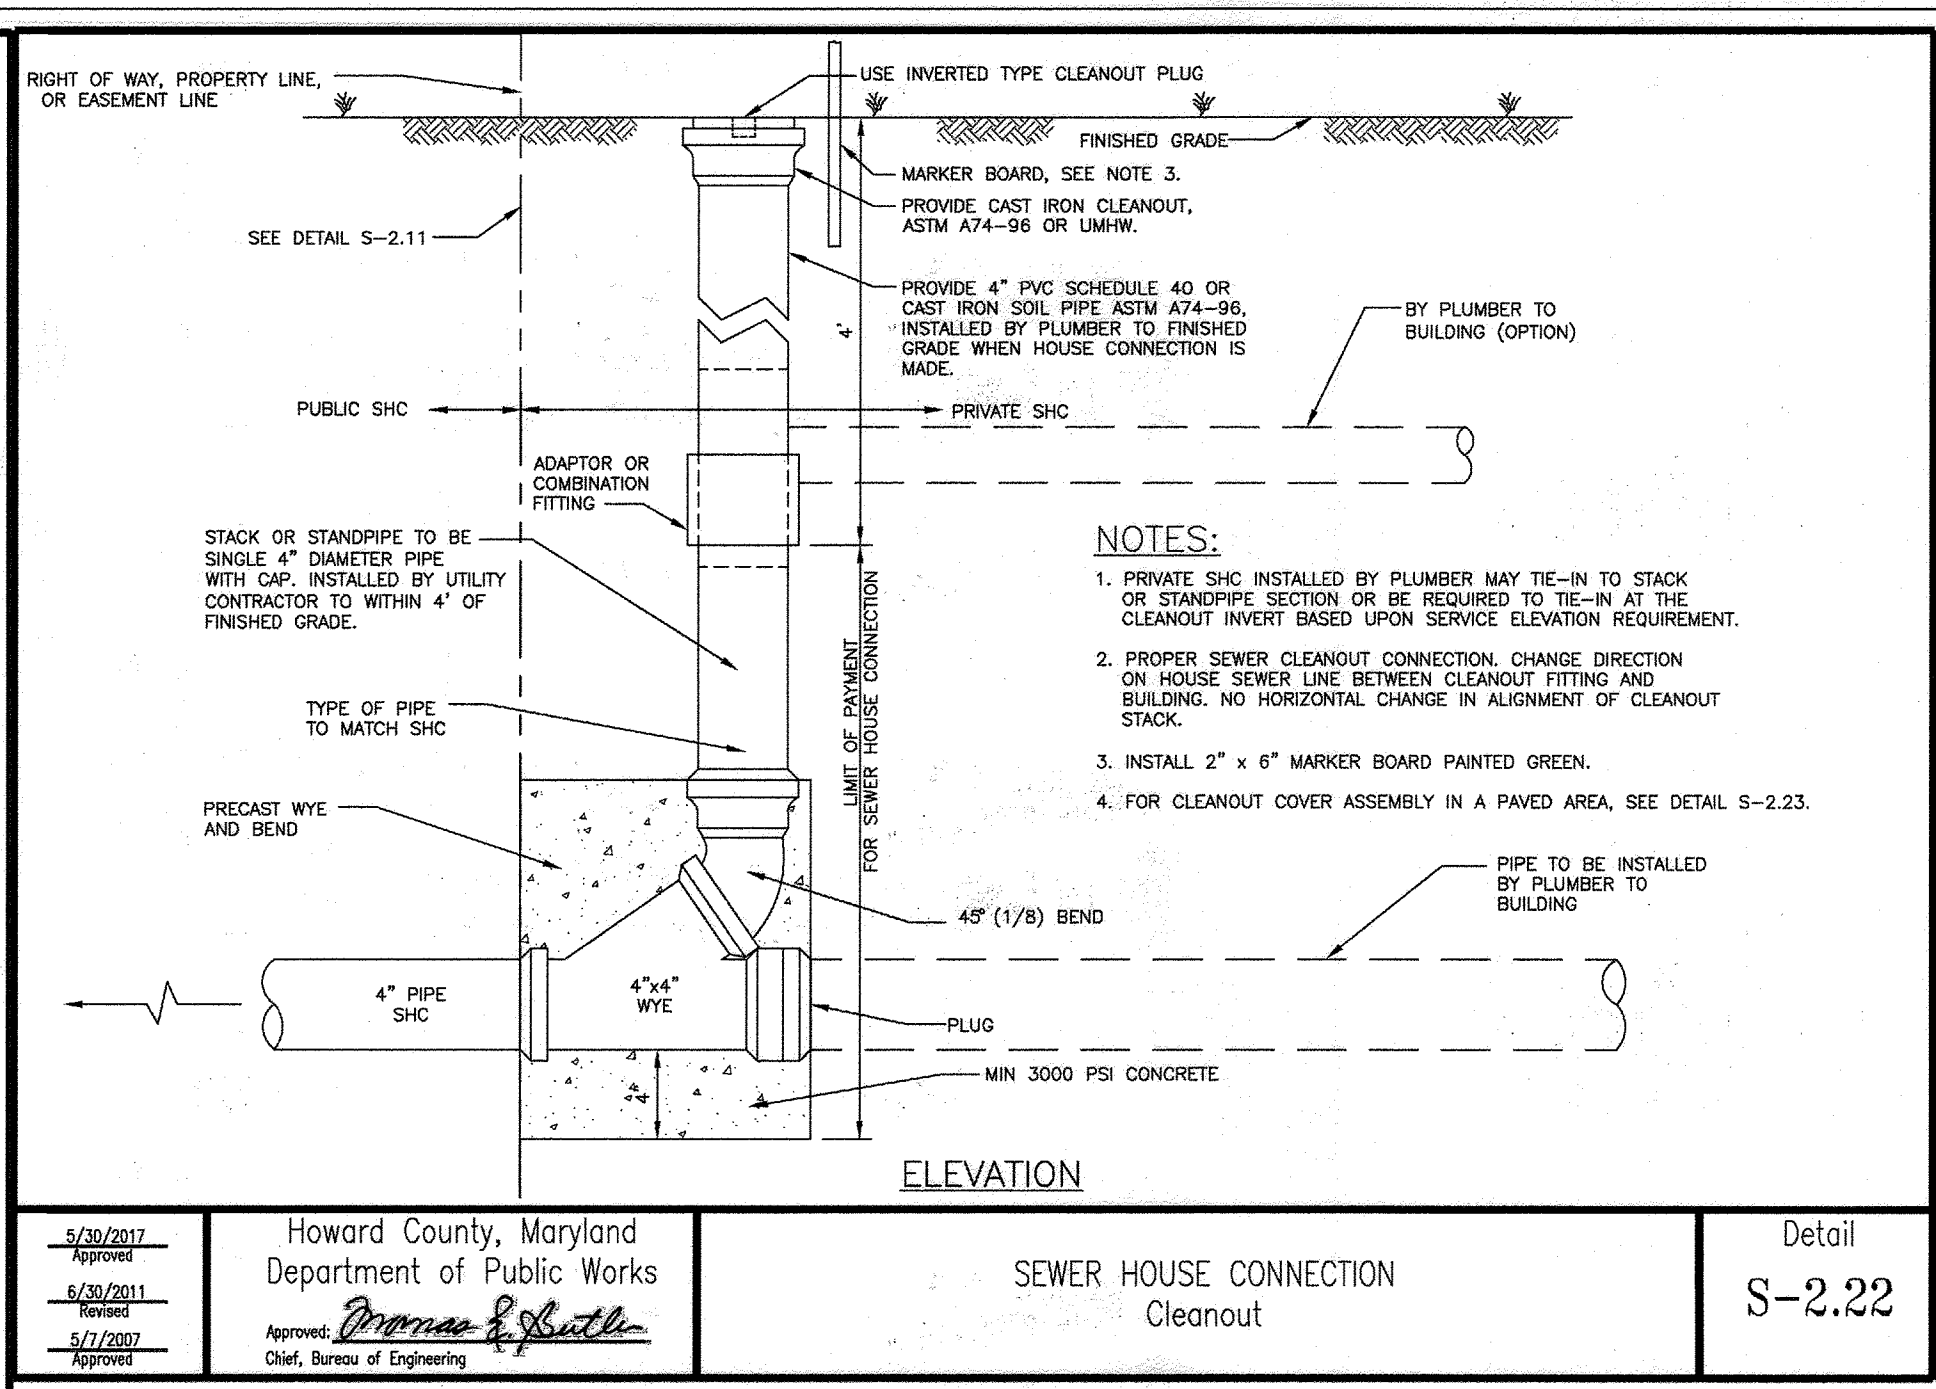 RIGHT OF WAY, PROPERTY LINE,
OR EASEMENT LINE
USE INVERTED TYPE CLEANOUT PLUG
FINISHED GRADE
MARKER BOARD, SEE NOTE 3.
PROVIDE CAST IRON CLEANOUT,
ASTM A74-96 OR UMHW.
SEE DETAIL S-2.11
PROVIDE 4" PVC SCHEDULE 40 OR
CAST IRON SOIL PIPE ASTM A74-96,
INSTALLED BY PLUMBER TO FINISHED
GRADE WHEN HOUSE CONNECTION IS
MADE.
4'
BY PLUMBER TO
BUILDING (OPTION)
PUBLIC SHC
PRIVATE SHC
ADAPTOR OR
COMBINATION
FITTING
STACK OR STANDPIPE TO BE
SINGLE 4" DIAMETER PIPE
WITH CAP. INSTALLED BY UTILITY
CONTRACTOR TO WITHIN 4' OF
FINISHED GRADE.
LIMIT OF PAYMENT
FOR SEWER HOUSE CONNECTION
TYPE OF PIPE
TO MATCH SHC
PRECAST WYE
AND BEND
NOTES:
1. PRIVATE SHC INSTALLED BY PLUMBER MAY TIE-IN TO STACK
OR STANDPIPE SECTION OR BE REQUIRED TO TIE-IN AT THE
CLEANOUT INVERT BASED UPON SERVICE ELEVATION REQUIREMENT.
2. PROPER SEWER CLEANOUT CONNECTION. CHANGE DIRECTION
ON HOUSE SEWER LINE BETWEEN CLEANOUT FITTING AND
BUILDING. NO HORIZONTAL CHANGE IN ALIGNMENT OF CLEANOUT
STACK.
3. INSTALL 2" x 6" MARKER BOARD PAINTED GREEN.
4. FOR CLEANOUT COVER ASSEMBLY IN A PAVED AREA, SEE DETAIL S-2.23.
PIPE TO BE INSTALLED
BY PLUMBER TO
BUILDING
45° (1/8) BEND
4" PIPE
SHC
4"x4"
WYE
PLUG
MIN 3000 PSI CONCRETE
4"
ELEVATION
5/30/2017
Approved
6/30/2011
Revised
5/7/2007
Approved
Howard County, Maryland
Department of Public Works
Approved: Thomas E. Butler
Chief, Bureau of Engineering
SEWER HOUSE CONNECTION
Cleanout
Detail
S-2.22